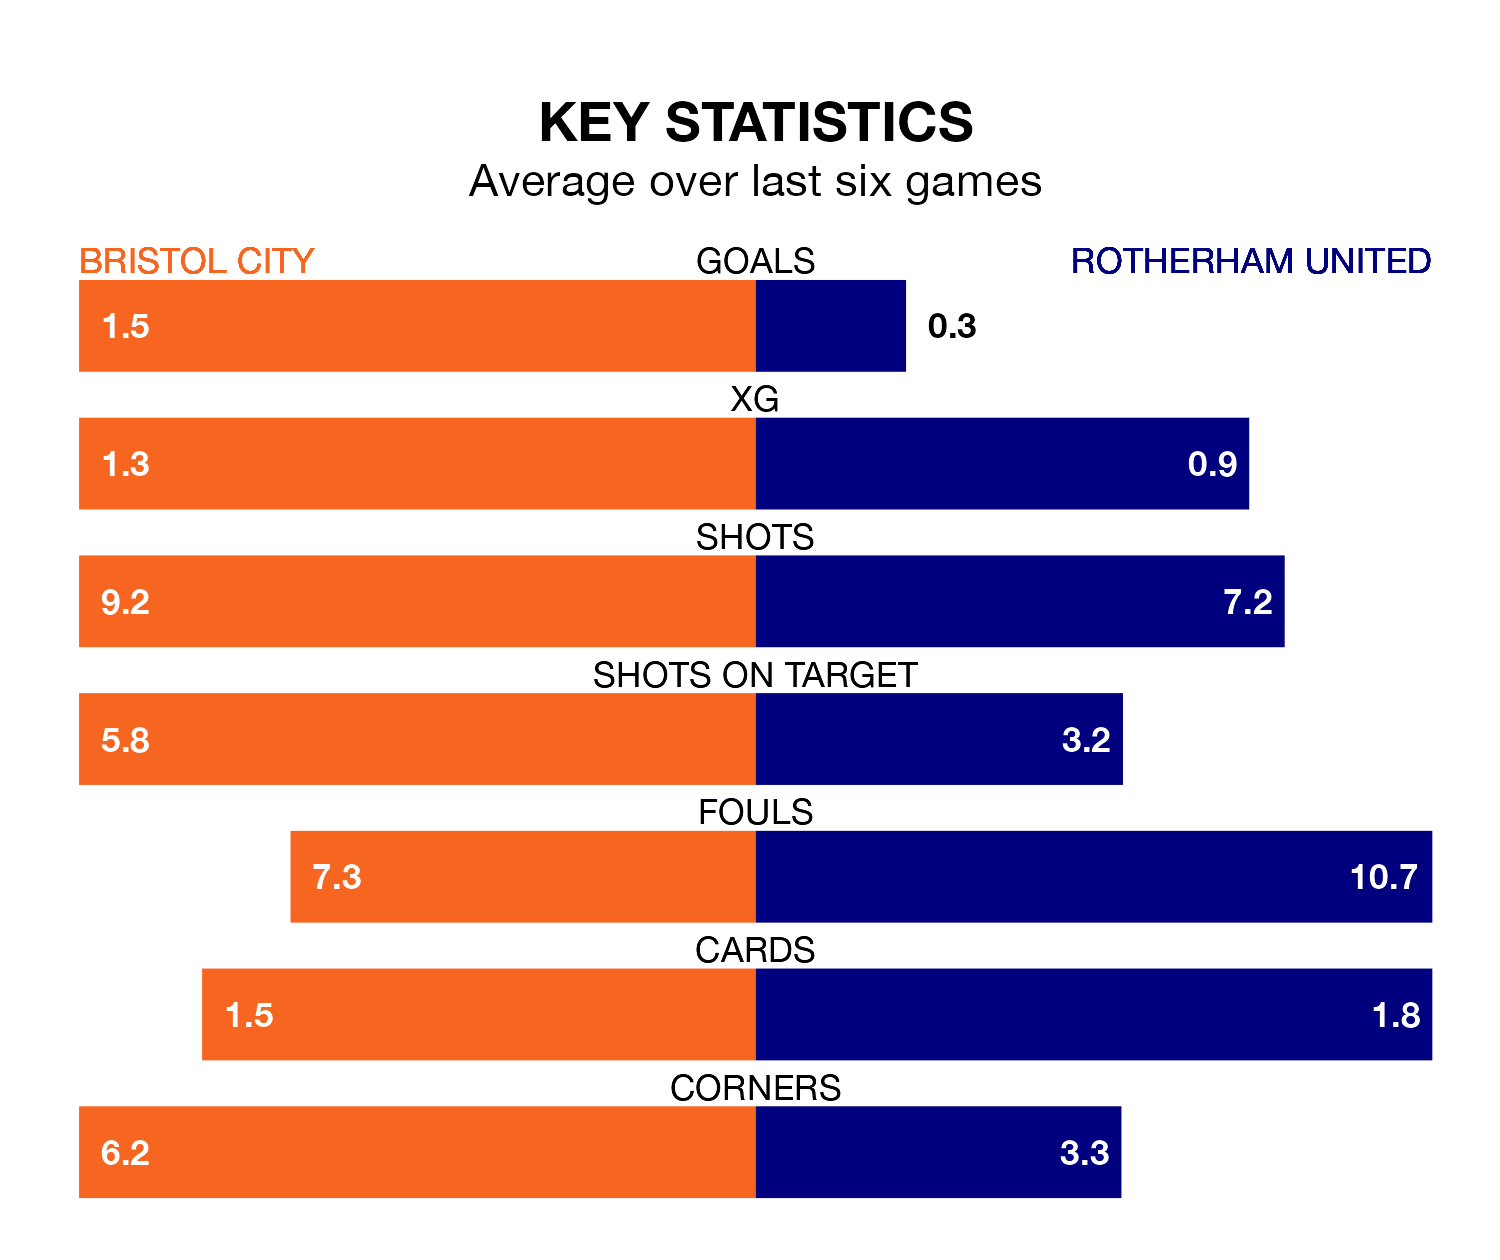 KEY STATISTICS
Average over last six games
BRISTOL CITY GOALS ROTHERHAM UNITED
1.5 0.3
XG
1.3 0.9
SHOTS
9.2 7.2
SHOTS ON TARGET
5.8 3.2
FOULS
7.3 10.7
CARDS
1.5 1.8
CORNERS
6.2 3.3